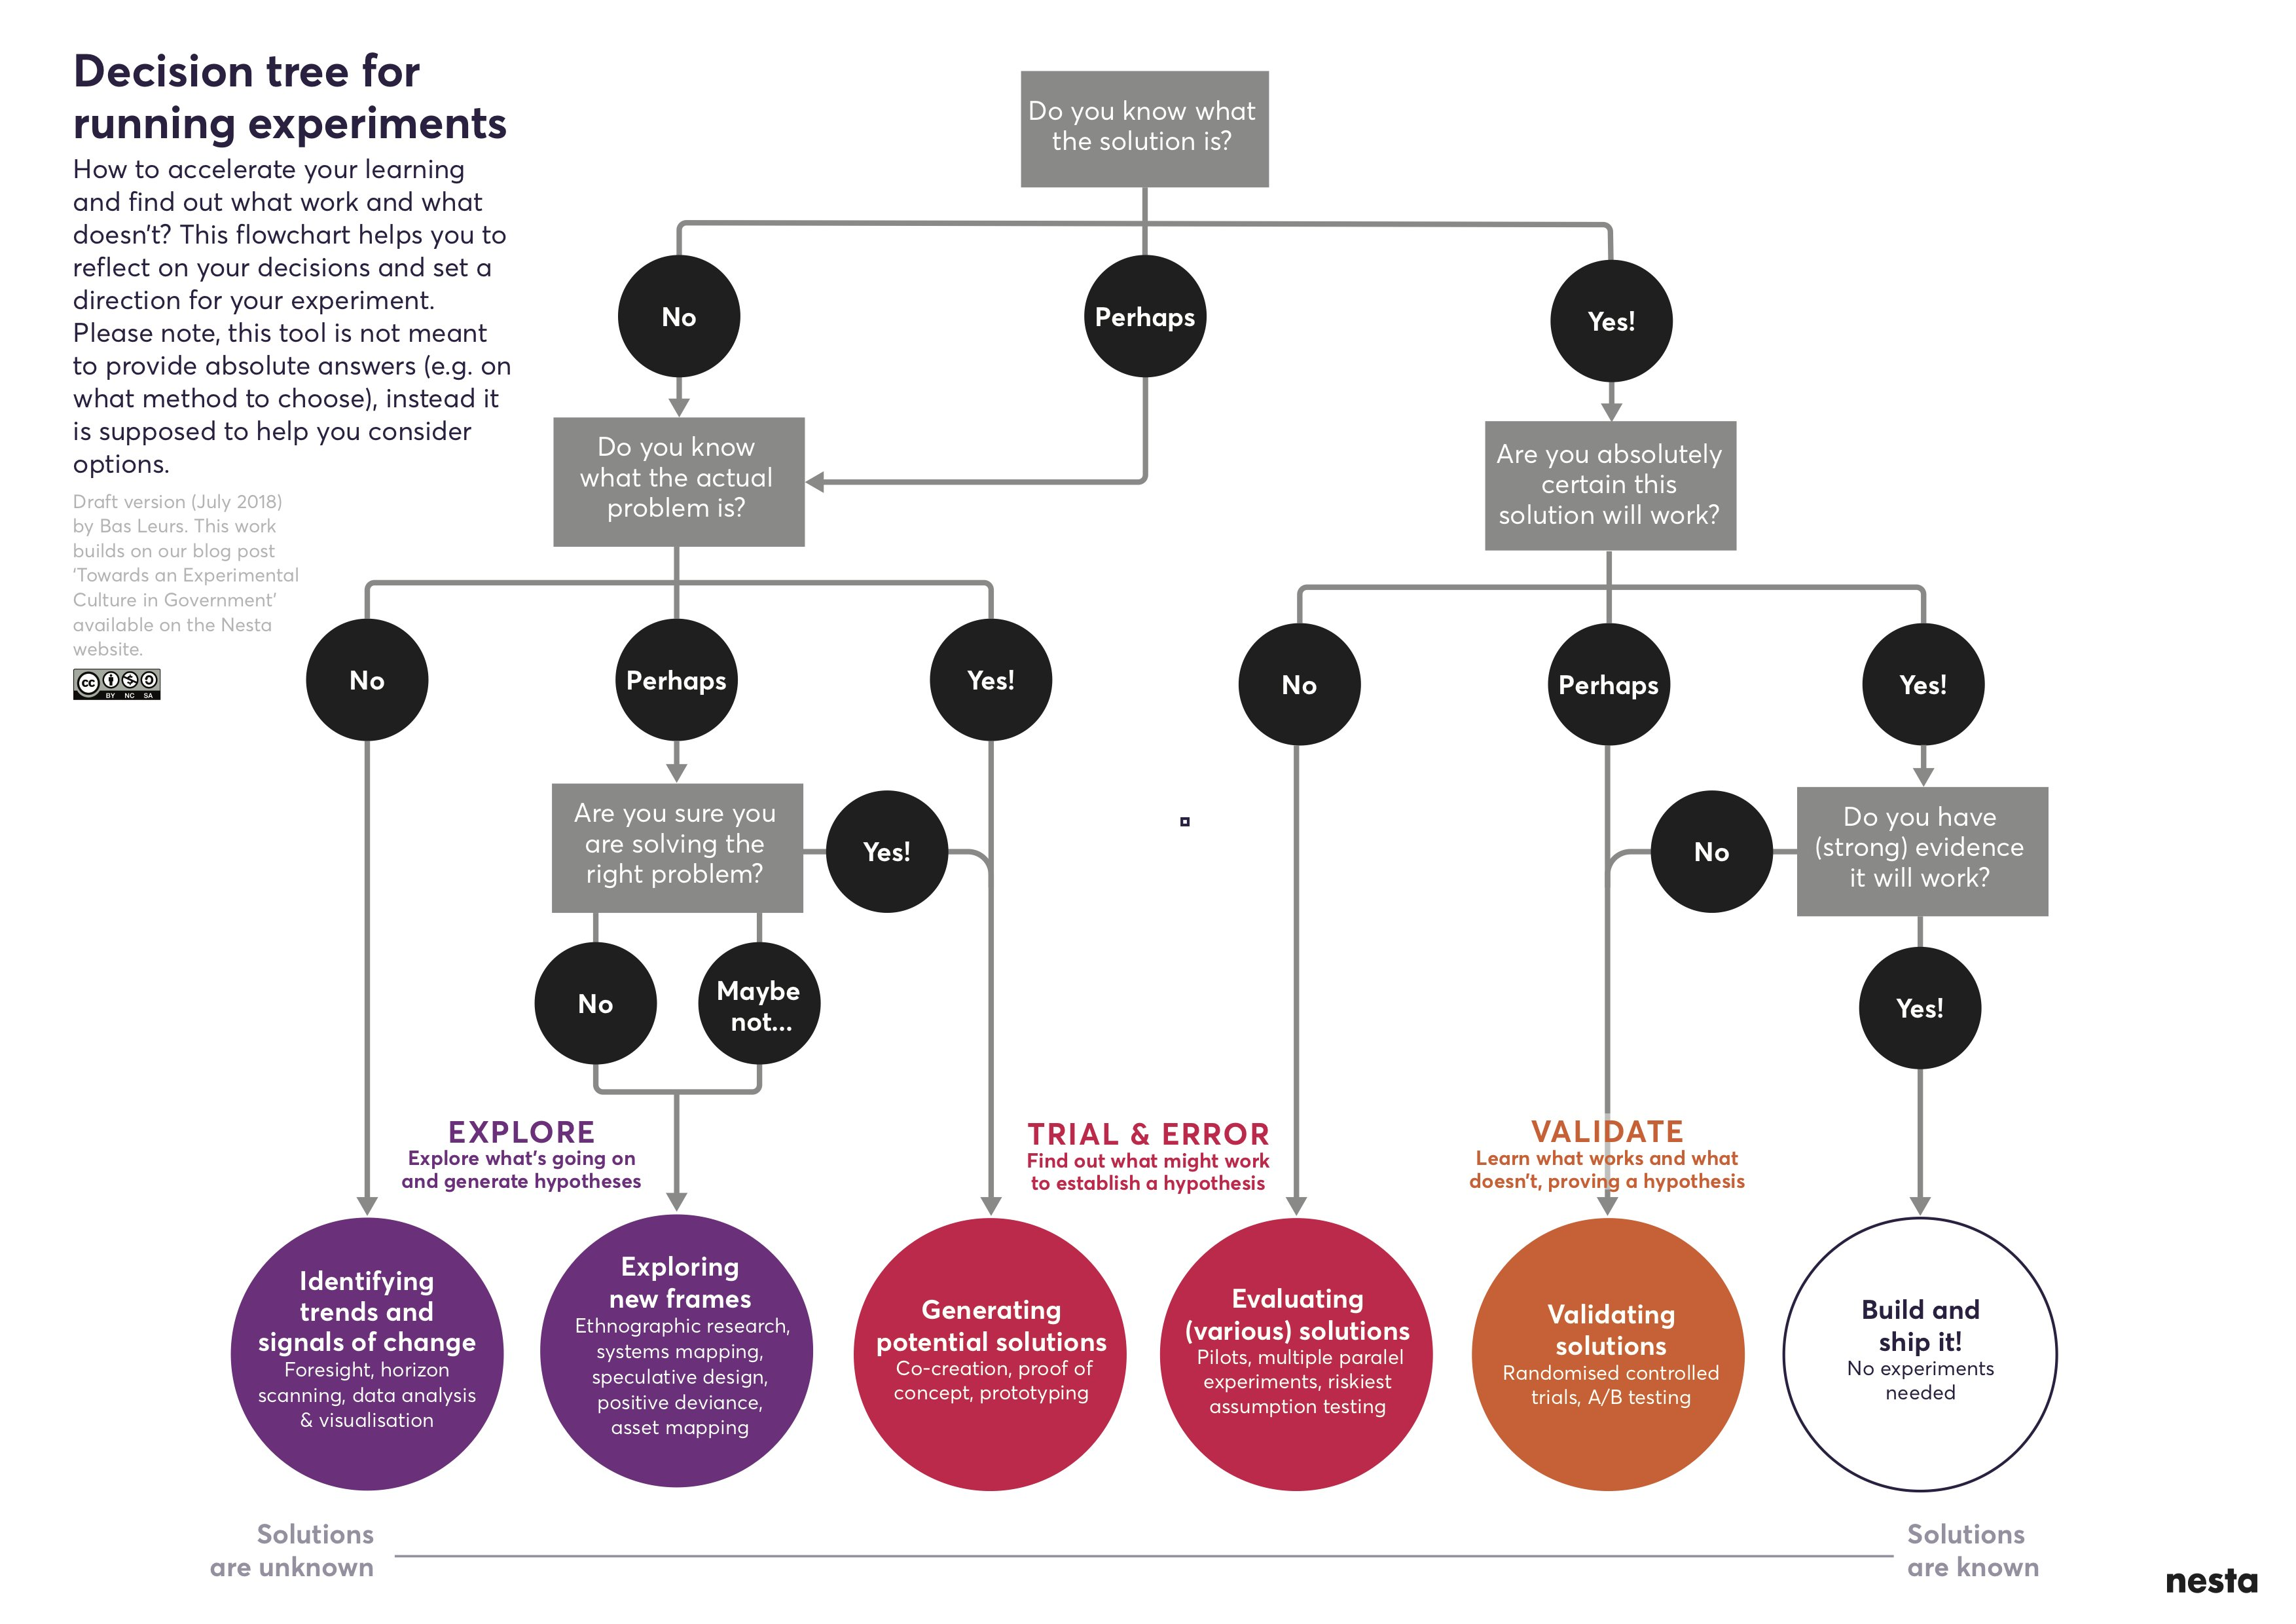 Decision tree for
running experiments
How to accelerate your learning
and find out what work and what
doesn't? This flowchart helps you to
reflect on your decisions and set a
direction for your experiment.
Please note, this tool is not meant
to provide absolute answers (e.g. on
what method to choose), instead it
is supposed to help you consider
options.
Draft version (July 2018)
by Bas Leurs. This work
builds on our blog post
'Towards an Experimental
Culture in Government'
available on the Nesta
website.
cc
BY NC SA
Do you know what
the solution is?
No
Perhaps
Yes!
Do you know
what the actual
problem is?
Are you absolutely
certain this
solution will work?
No
Perhaps
Yes!
No
Perhaps
Yes!
Are you sure you
are solving the
right problem?
Yes!
No
Do you have
(strong) evidence
it will work?
No
Maybe
not...
Yes!
EXPLORE
Explore what's going on
and generate hypotheses
TRIAL & ERROR
Find out what might work
to establish a hypothesis
VALIDATE
Learn what works and what
doesn't, proving a hypothesis
Identifying
trends and
signals of change
Foresight, horizon
scanning, data analysis
& visualisation
Exploring
new frames
Ethnographic research,
systems mapping,
speculative design,
positive deviance,
asset mapping
Generating
potential solutions
Co-creation, proof of
concept, prototyping
Evaluating
(various) solutions
Pilots, multiple paralel
experiments, riskiest
assumption testing
Validating
solutions
Randomised controlled
trials, A/B testing
Build and
ship it!
No experiments
needed
Solutions
are unknown
Solutions
are known
nesta